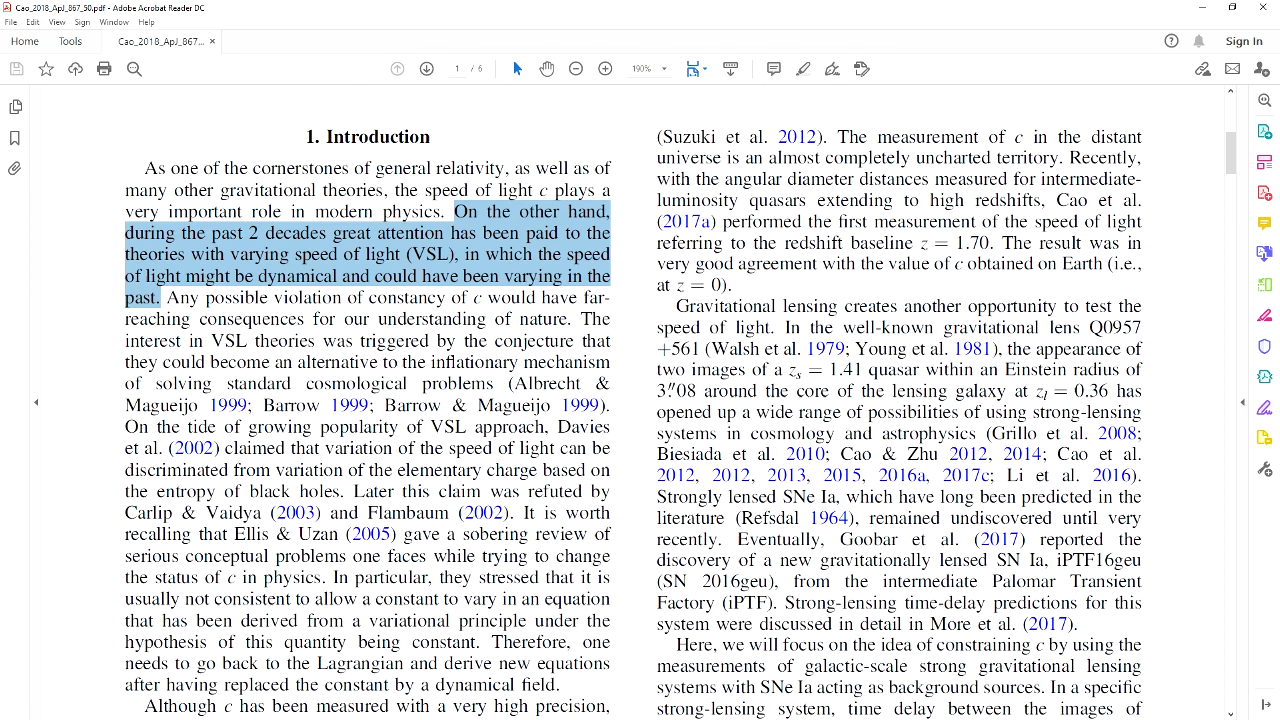 Cao_2018_ApJ_867_50.pdf - Adobe Acrobat Reader DC
File Edit View Sign Window Help
Home Tools Cao_2018_ApJ_867... × Sign In
1 / 6 190%
1. Introduction
As one of the cornerstones of general relativity, as well as of
many other gravitational theories, the speed of light c plays a
very important role in modern physics. On the other hand,
during the past 2 decades great attention has been paid to the
theories with varying speed of light (VSL), in which the speed
of light might be dynamical and could have been varying in the
past. Any possible violation of constancy of c would have far-
reaching consequences for our understanding of nature. The
interest in VSL theories was triggered by the conjecture that
they could become an alternative to the inflationary mechanism
of solving standard cosmological problems (Albrecht &
Magueijo 1999; Barrow 1999; Barrow & Magueijo 1999).
On the tide of growing popularity of VSL approach, Davies
et al. (2002) claimed that variation of the speed of light can be
discriminated from variation of the elementary charge based on
the entropy of black holes. Later this claim was refuted by
Carlip & Vaidya (2003) and Flambaum (2002). It is worth
recalling that Ellis & Uzan (2005) gave a sobering review of
serious conceptual problems one faces while trying to change
the status of c in physics. In particular, they stressed that it is
usually not consistent to allow a constant to vary in an equation
that has been derived from a variational principle under the
hypothesis of this quantity being constant. Therefore, one
needs to go back to the Lagrangian and derive new equations
after having replaced the constant by a dynamical field.
Although c has been measured with a very high precision,
(Suzuki et al. 2012). The measurement of c in the distant
universe is an almost completely uncharted territory. Recently,
with the angular diameter distances measured for intermediate-
luminosity quasars extending to high redshifts, Cao et al.
(2017a) performed the first measurement of the speed of light
referring to the redshift baseline z = 1.70. The result was in
very good agreement with the value of c obtained on Earth (i.e.,
at z = 0).
Gravitational lensing creates another opportunity to test the
speed of light. In the well-known gravitational lens Q0957
+561 (Walsh et al. 1979; Young et al. 1981), the appearance of
two images of a zₛ = 1.41 quasar within an Einstein radius of
3.″08 around the core of the lensing galaxy at zₗ = 0.36 has
opened up a wide range of possibilities of using strong-lensing
systems in cosmology and astrophysics (Grillo et al. 2008;
Biesiada et al. 2010; Cao & Zhu 2012, 2014; Cao et al.
2012, 2012, 2013, 2015, 2016a, 2017c; Li et al. 2016).
Strongly lensed SNe Ia, which have long been predicted in the
literature (Refsdal 1964), remained undiscovered until very
recently. Eventually, Goobar et al. (2017) reported the
discovery of a new gravitationally lensed SN Ia, iPTF16geu
(SN 2016geu), from the intermediate Palomar Transient
Factory (iPTF). Strong-lensing time-delay predictions for this
system were discussed in detail in More et al. (2017).
Here, we will focus on the idea of constraining c by using the
measurements of galactic-scale strong gravitational lensing
systems with SNe Ia acting as background sources. In a specific
strong-lensing system, time delay between the images of